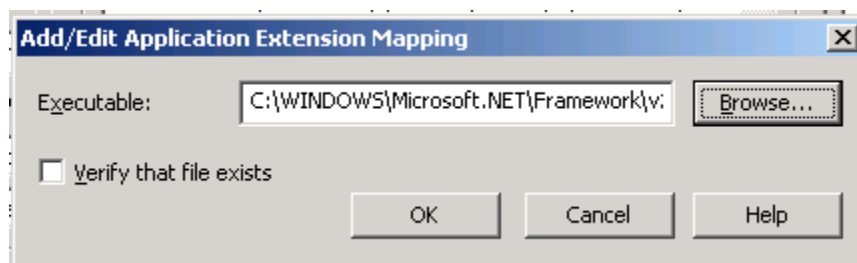 Add/Edit Application Extension Mapping
Executable: C:\WINDOWS\Microsoft.NET\Framework\v: Browse...
Verify that file exists
OK Cancel Help